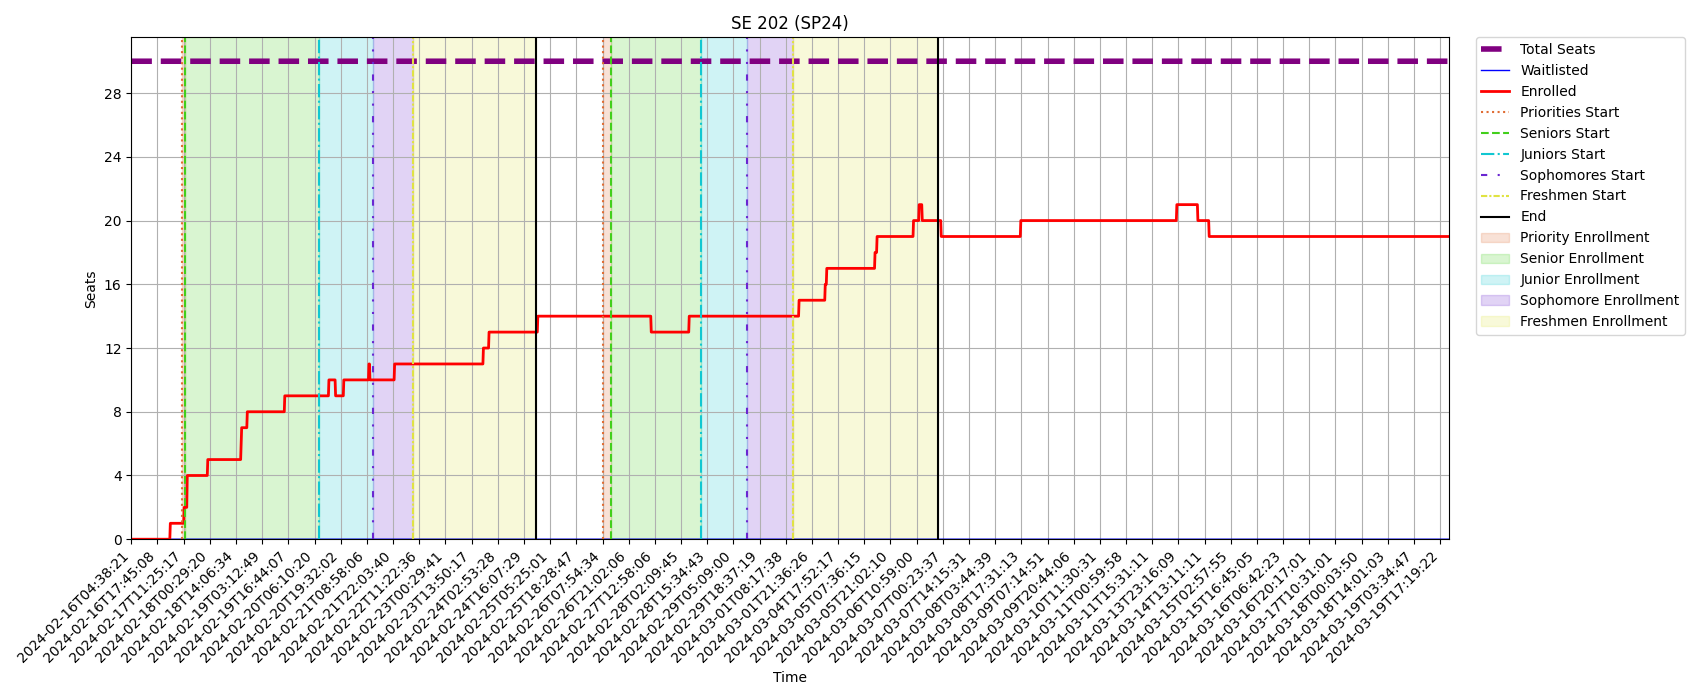 SE 202 (SP24)
Total Seats
Waitlisted
Enrolled
Priorities Start
Seniors Start
Juniors Start
Sophomores Start
Freshmen Start
End
Priority Enrollment
Senior Enrollment
Junior Enrollment
Sophomore Enrollment
Freshmen Enrollment
Seats
28
24
20
16
12
8
4
0
2024-02-16T04:38:21
2024-02-16T17:45:08
2024-02-17T11:25:17
2024-02-18T00:29:20
2024-02-18T14:06:34
2024-02-19T03:12:49
2024-02-19T16:44:07
2024-02-20T06:10:20
2024-02-20T19:32:02
2024-02-21T08:58:06
2024-02-21T22:03:40
2024-02-22T11:22:36
2024-02-23T00:29:41
2024-02-23T13:50:17
2024-02-24T02:53:28
2024-02-24T16:07:29
2024-02-25T05:25:01
2024-02-25T18:28:47
2024-02-26T07:54:34
2024-02-26T21:02:06
2024-02-27T12:58:06
2024-02-28T02:09:45
2024-02-28T15:34:43
2024-02-29T05:09:00
2024-02-29T18:37:19
2024-03-01T08:17:38
2024-03-01T21:36:26
2024-03-04T17:52:17
2024-03-05T07:36:15
2024-03-05T21:02:10
2024-03-06T10:59:00
2024-03-07T00:23:37
2024-03-07T14:15:31
2024-03-08T03:44:39
2024-03-08T17:31:13
2024-03-09T07:14:51
2024-03-09T20:44:06
2024-03-10T11:30:31
2024-03-11T00:59:58
2024-03-11T15:31:11
2024-03-13T23:16:09
2024-03-14T13:11:11
2024-03-15T02:57:55
2024-03-15T16:45:05
2024-03-16T06:42:23
2024-03-16T20:17:01
2024-03-17T10:31:01
2024-03-18T00:03:50
2024-03-18T14:01:03
2024-03-19T03:34:47
2024-03-19T17:19:22
Time